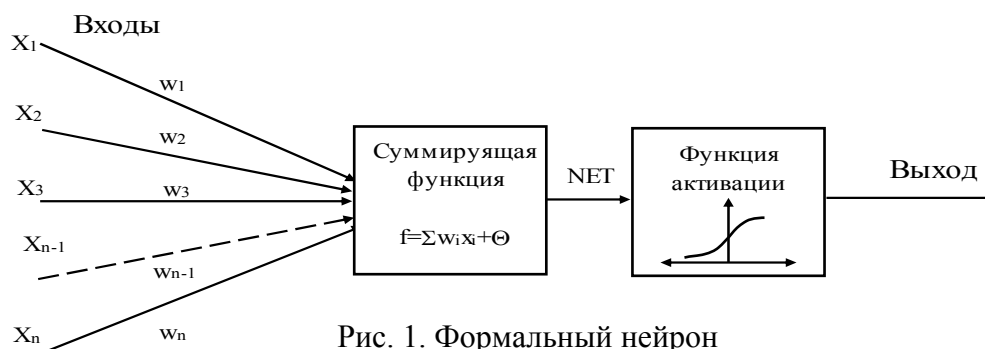 Входы
X1
w1
X2
w2
X3
w3
Xn-1
wn-1
Xn
wn
Суммируящая
функция
f=Σwixi+Θ
NET
Функция
активации
Выход
Рис. 1. Формальный нейрон